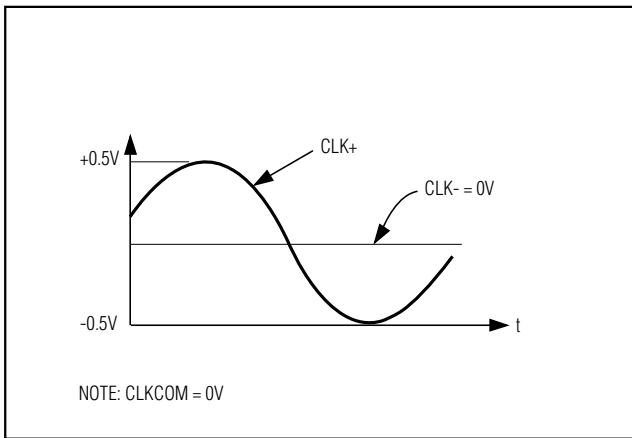 +0.5V
CLK+
CLK- = 0V
-0.5V
t
NOTE: CLKCOM = 0V